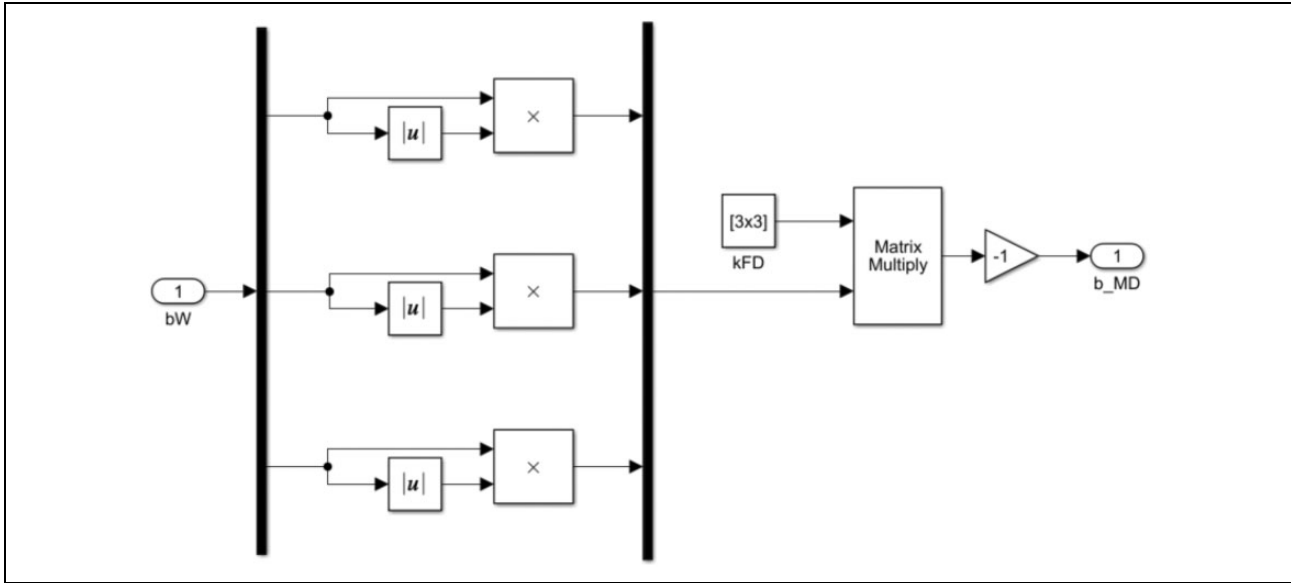 |u|
×
1
bW
|u|
×
[3x3]
kFD
Matrix
Multiply
-1
1
b_MD
|u|
×